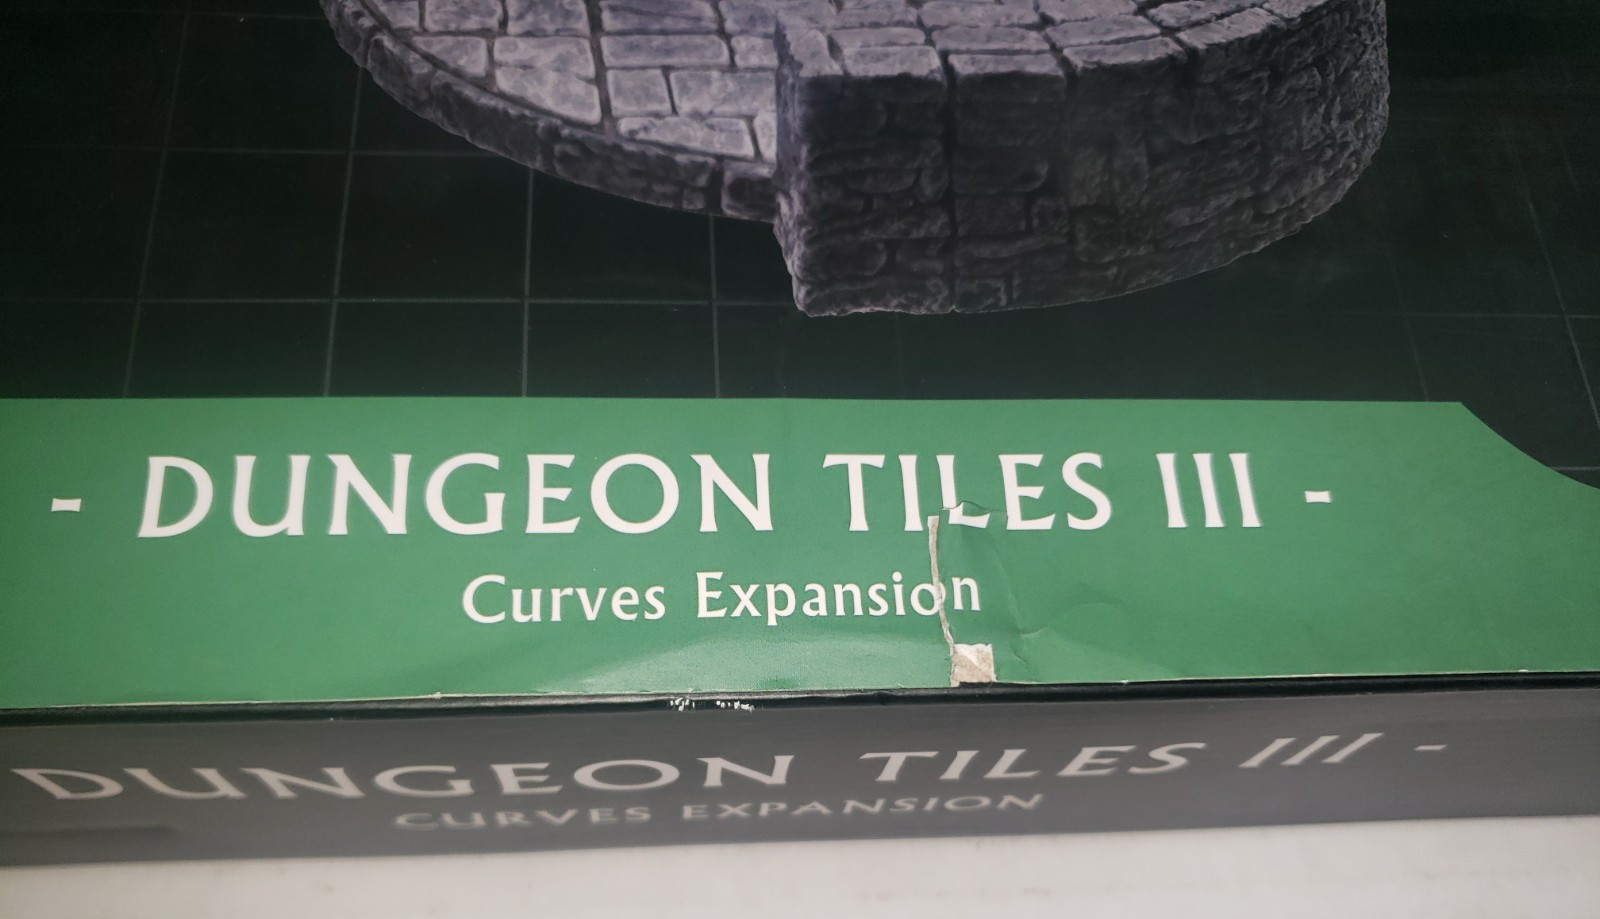 - DUNGEON TILES III -
Curves Expansion
DUNGEON TILES III -
CURVES EXPANSION